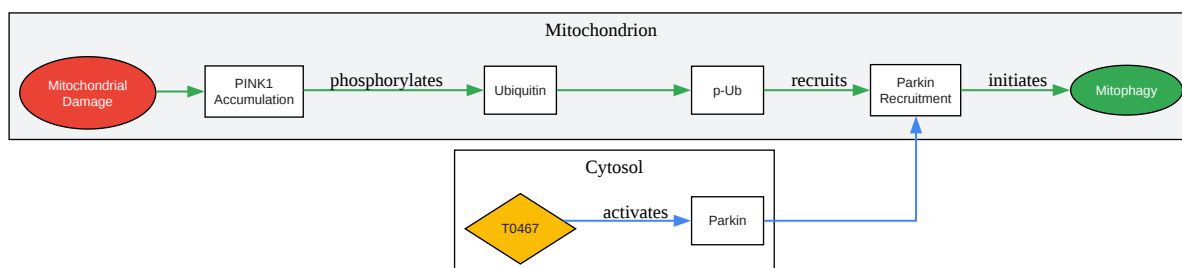 Mitochondrion
Mitochondrial
Damage
PINK1
Accumulation
phosphorylates
Ubiquitin
p-Ub
recruits
Parkin
Recruitment
initiates
Mitophagy
Cytosol
T0467
activates
Parkin